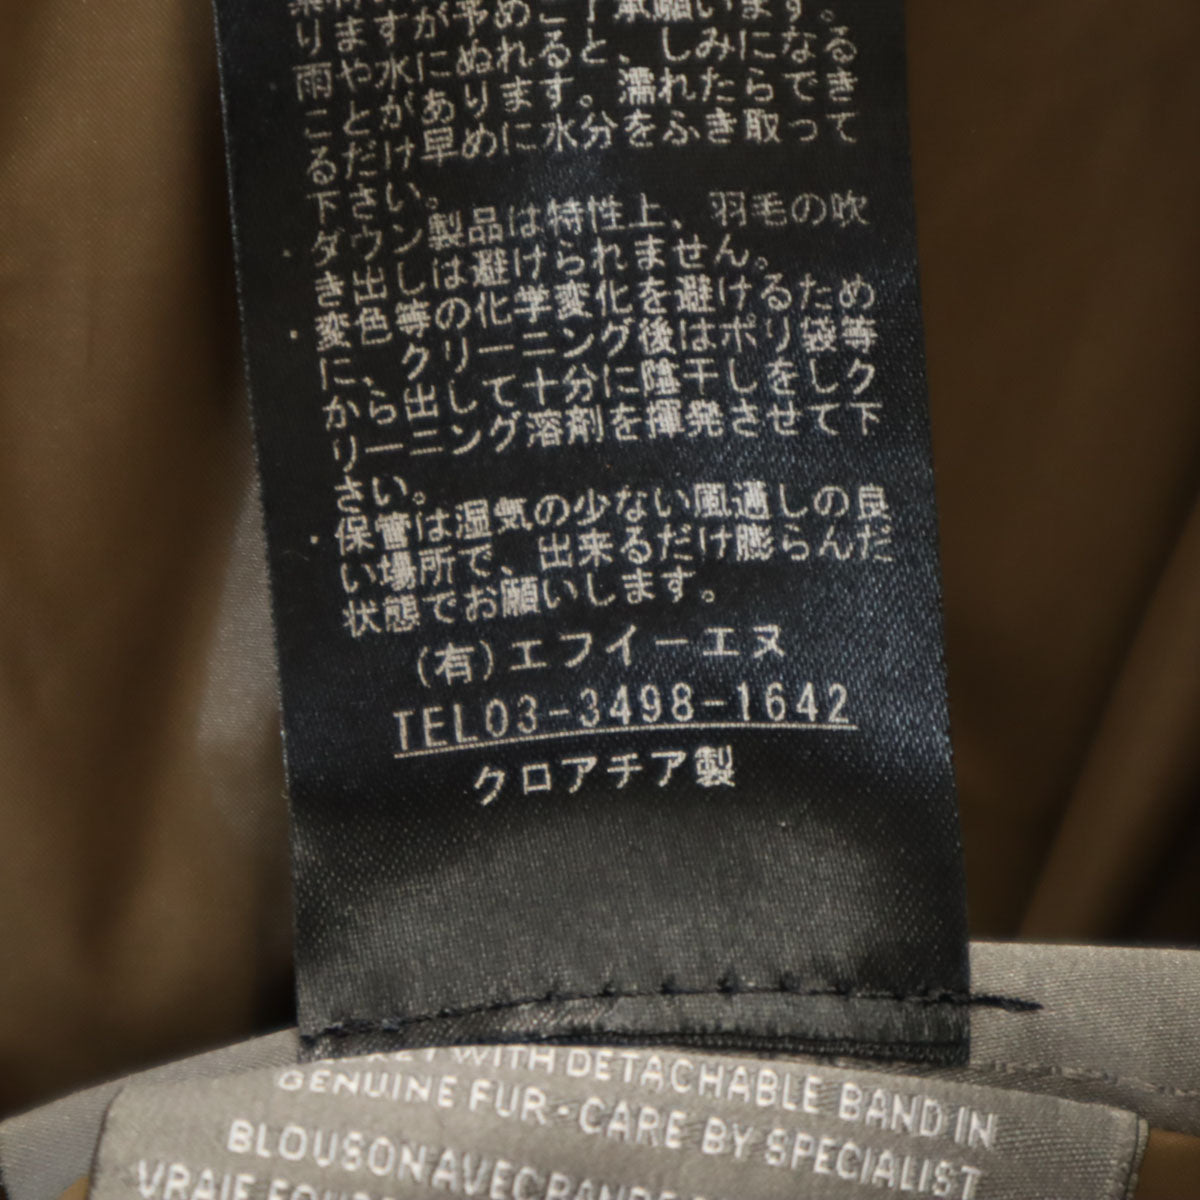 りますが予めご了承願います。
雨や水にぬれると、しみになる
ことがあります。濡れたらでき
るだけ早めに水分をふき取って
下さい。
ダウン製品は特性上、羽毛の吹
き出しは避けられません。
・変色等の化学変化を避けるため
に、クリーニング後はポリ袋等
から出して十分に陰干しをしク
リーニング溶剤を揮発させて下
さい。
・保管は湿気の少ない風通しの良
い場所で、出来るだけ膨らんだ
状態でお願いします。
(有)エフイーエヌ
TEL03-3498-1642
クロアチア製
WITH DETACHABLE BAND IN
GENUINE FUR - CARE BY SPECIALIST
BLOUSON AVEC BANDE
VRAIE